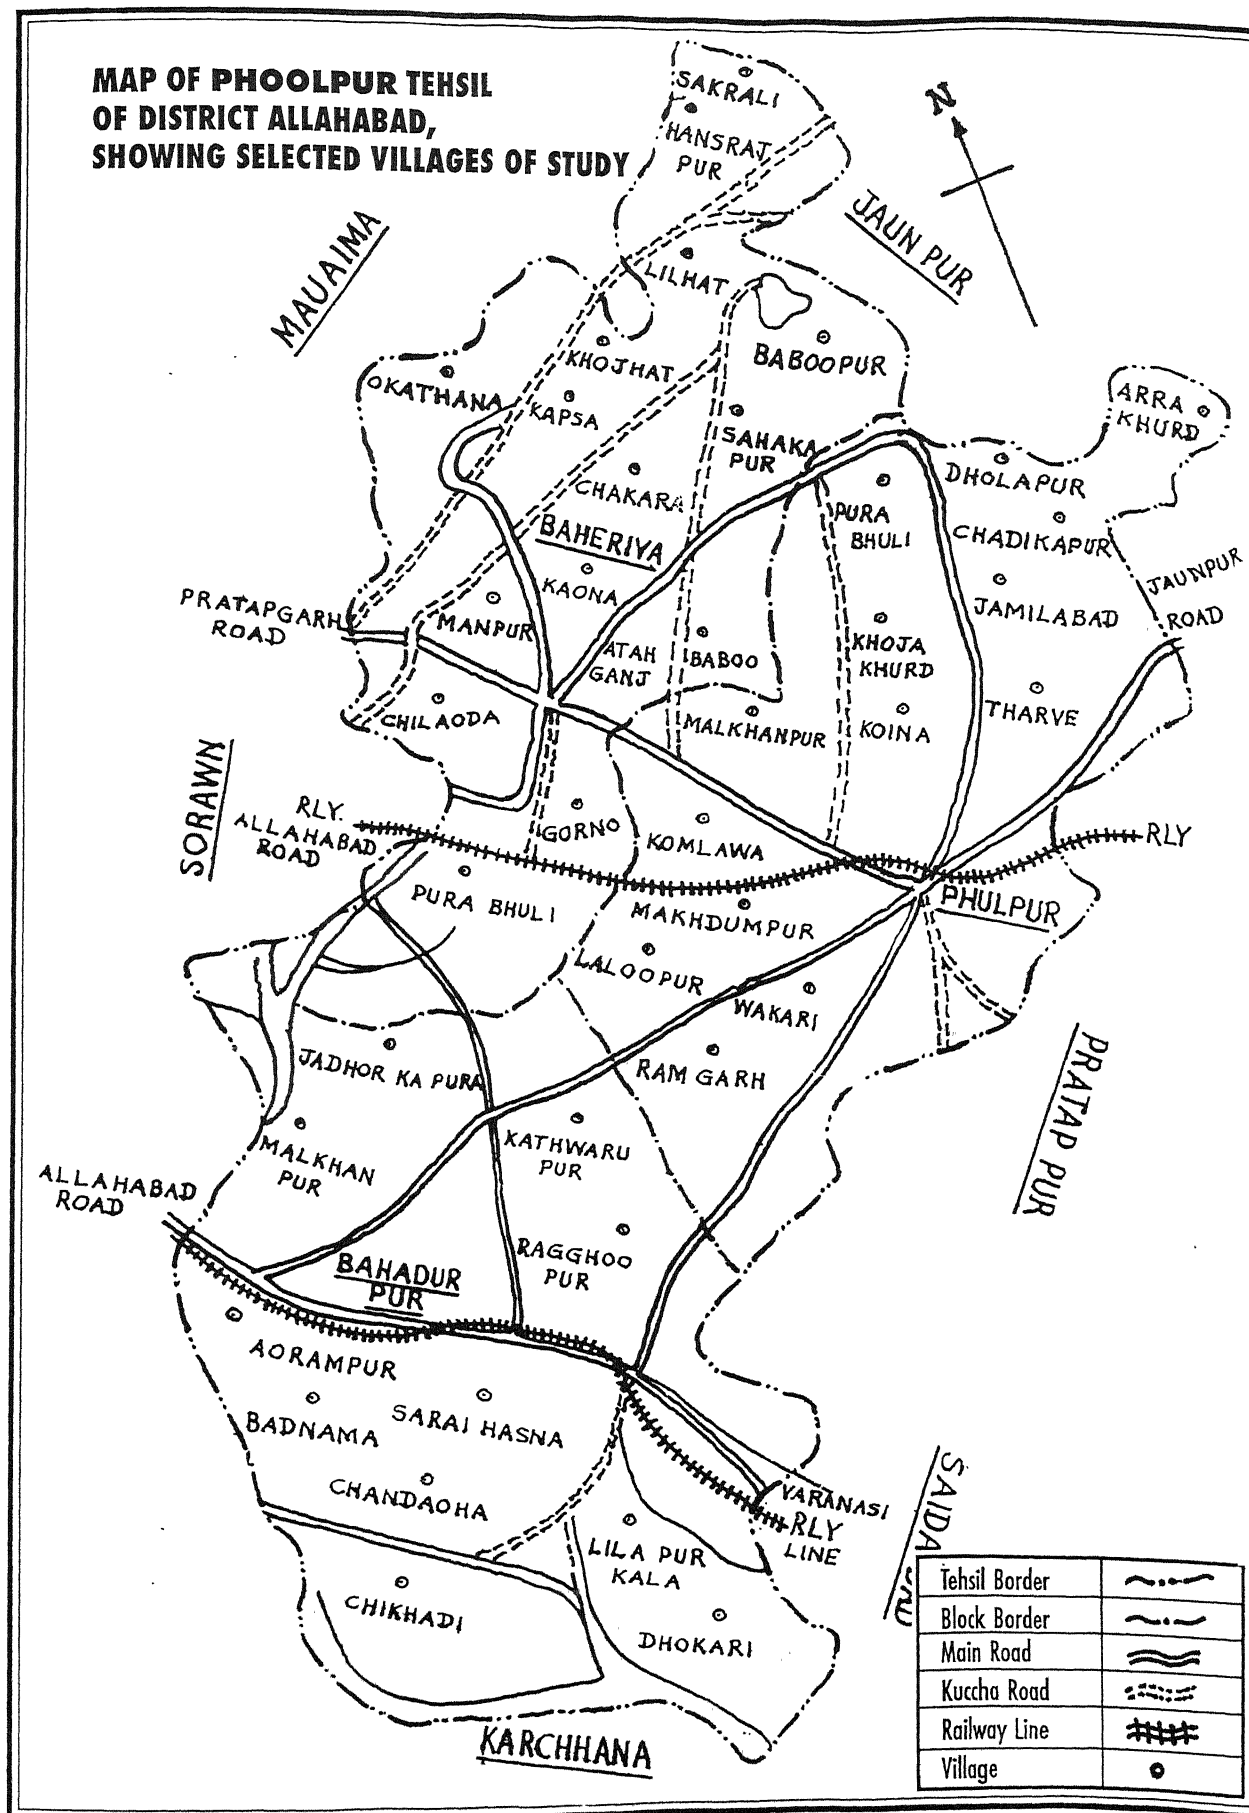 MAP OF PHOOLPUR TEHSIL
OF DISTRICT ALLAHABAD,
SHOWING SELECTED VILLAGES OF STUDY
N
SAKRALI
HANSRAJ
PUR
MAUAIMA
JAUN PUR
LILHAT
BABOOPUR
KHOJHAT
OKATHANA
KAPSA
ARRA
KHURD
SAHAKA
PUR
DHOLAPUR
CHAKARA
PURA
BHULI
BAHERIYA
CHADIKAPUR
KAONA
JAUNPUR
ROAD
JAMILABAD
PRATAPGARH
ROAD
MANPUR
ATAH
GANJ
BABOO
KHOJA
KHURD
CHILAODA
MALKHANPUR
KOINA
THARVE
SORAWN
RLY.
ALLAHABAD
ROAD
GORNO
KOMLAWA
RLY
PURA BHULI
MAKHDUMPUR
PHULPUR
LALOOPUR
WAKARI
JADHOR KA PURA
RAM GARH
PRATAP PUR
MALKHAN
PUR
KATHWARU
PUR
ALLAHABAD
ROAD
RAGGHOO
PUR
BAHADUR
PUR
AORAMPUR
BADNAMA
SARAI HASNA
CHANDAOHA
VARANASI
RLY
LINE
SAIDA
LILA PUR
KALA
CHIKHADI
DHOKARI
KARCHHANA
Tehsil Border
Block Border
Main Road
Kuccha Road
Railway Line
Village